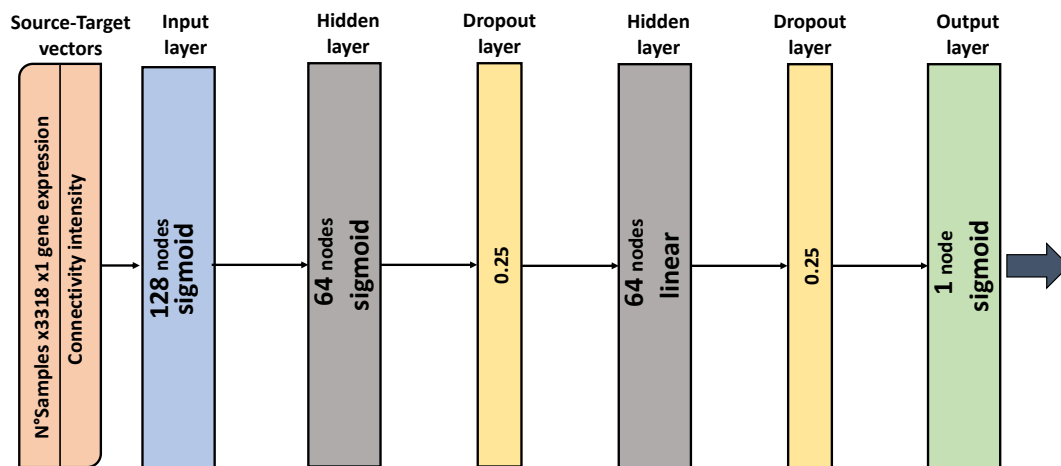 Source-Target
vectors
Input
layer
Hidden
layer
Dropout
layer
Hidden
layer
Dropout
layer
Output
layer
N°Samples x3318 x1 gene expression
Connectivity intensity
128 nodes
sigmoid
64 nodes
sigmoid
0.25
64 nodes
linear
0.25
1 node
sigmoid